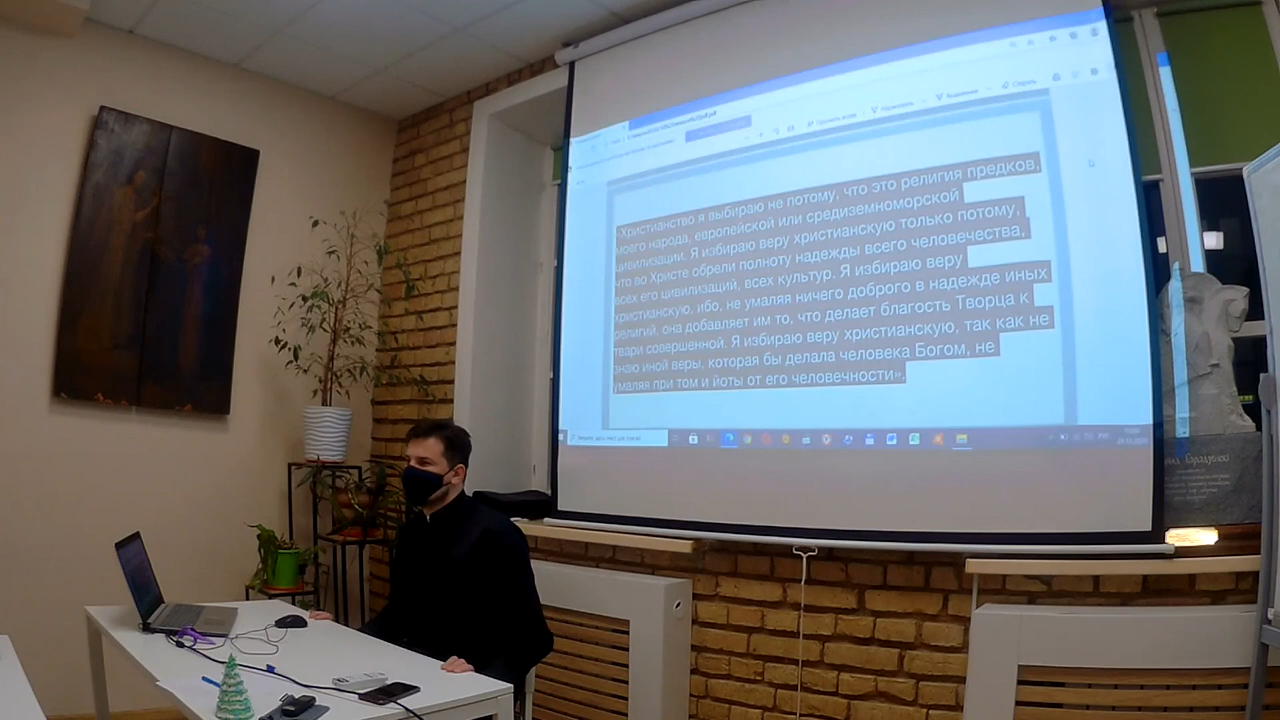 «Христианство я выбираю не потому, что это религия предков,
моего народа, европейской или средиземноморской
цивилизации. Я избираю веру христианскую только потому,
что во Христе обрели полноту надежды всего человечества,
всех его цивилизаций, всех культур. Я избираю веру
христианскую, ибо, не умаляя ничего доброго в надежде иных
религий, она добавляет им то, что делает благость Творца к
твари совершенной. Я избираю веру христианскую, так как не
знаю иной веры, которая бы делала человека Богом, не
умаляя при том и йоты от его человечности».